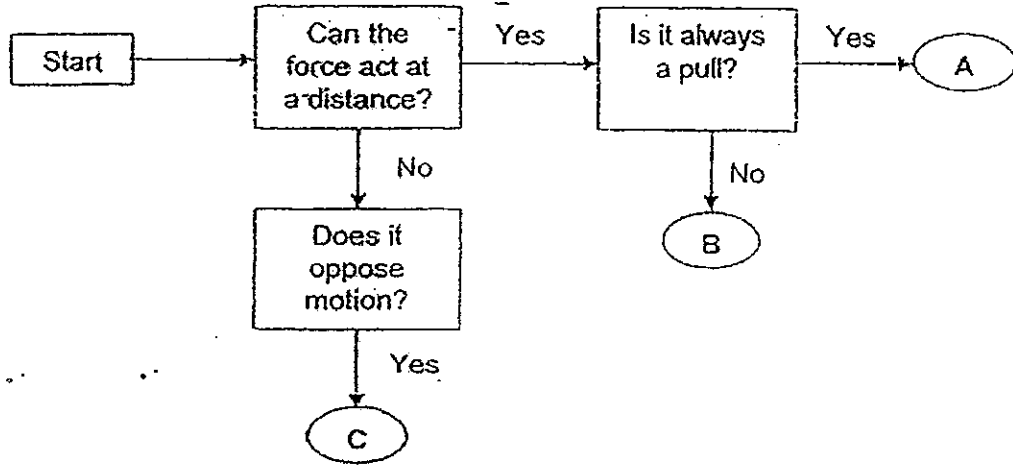 Start
Can the
force act at
a distance?
Yes
Is it always
a pull?
Yes
A
No
No
B
Does it
oppose
motion?
Yes
C